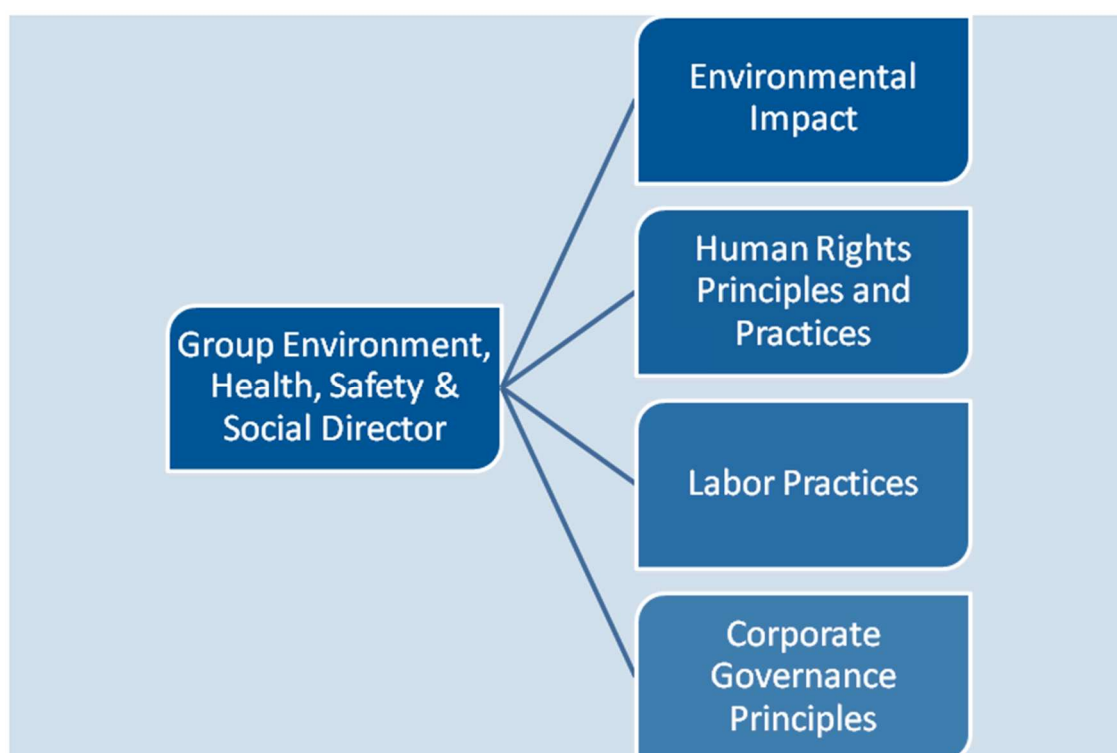 Environmental
Impact
Human Rights
Principles and
Practices
Group Environment,
Health, Safety &
Social Director
Labor Practices
Corporate
Governance
Principles